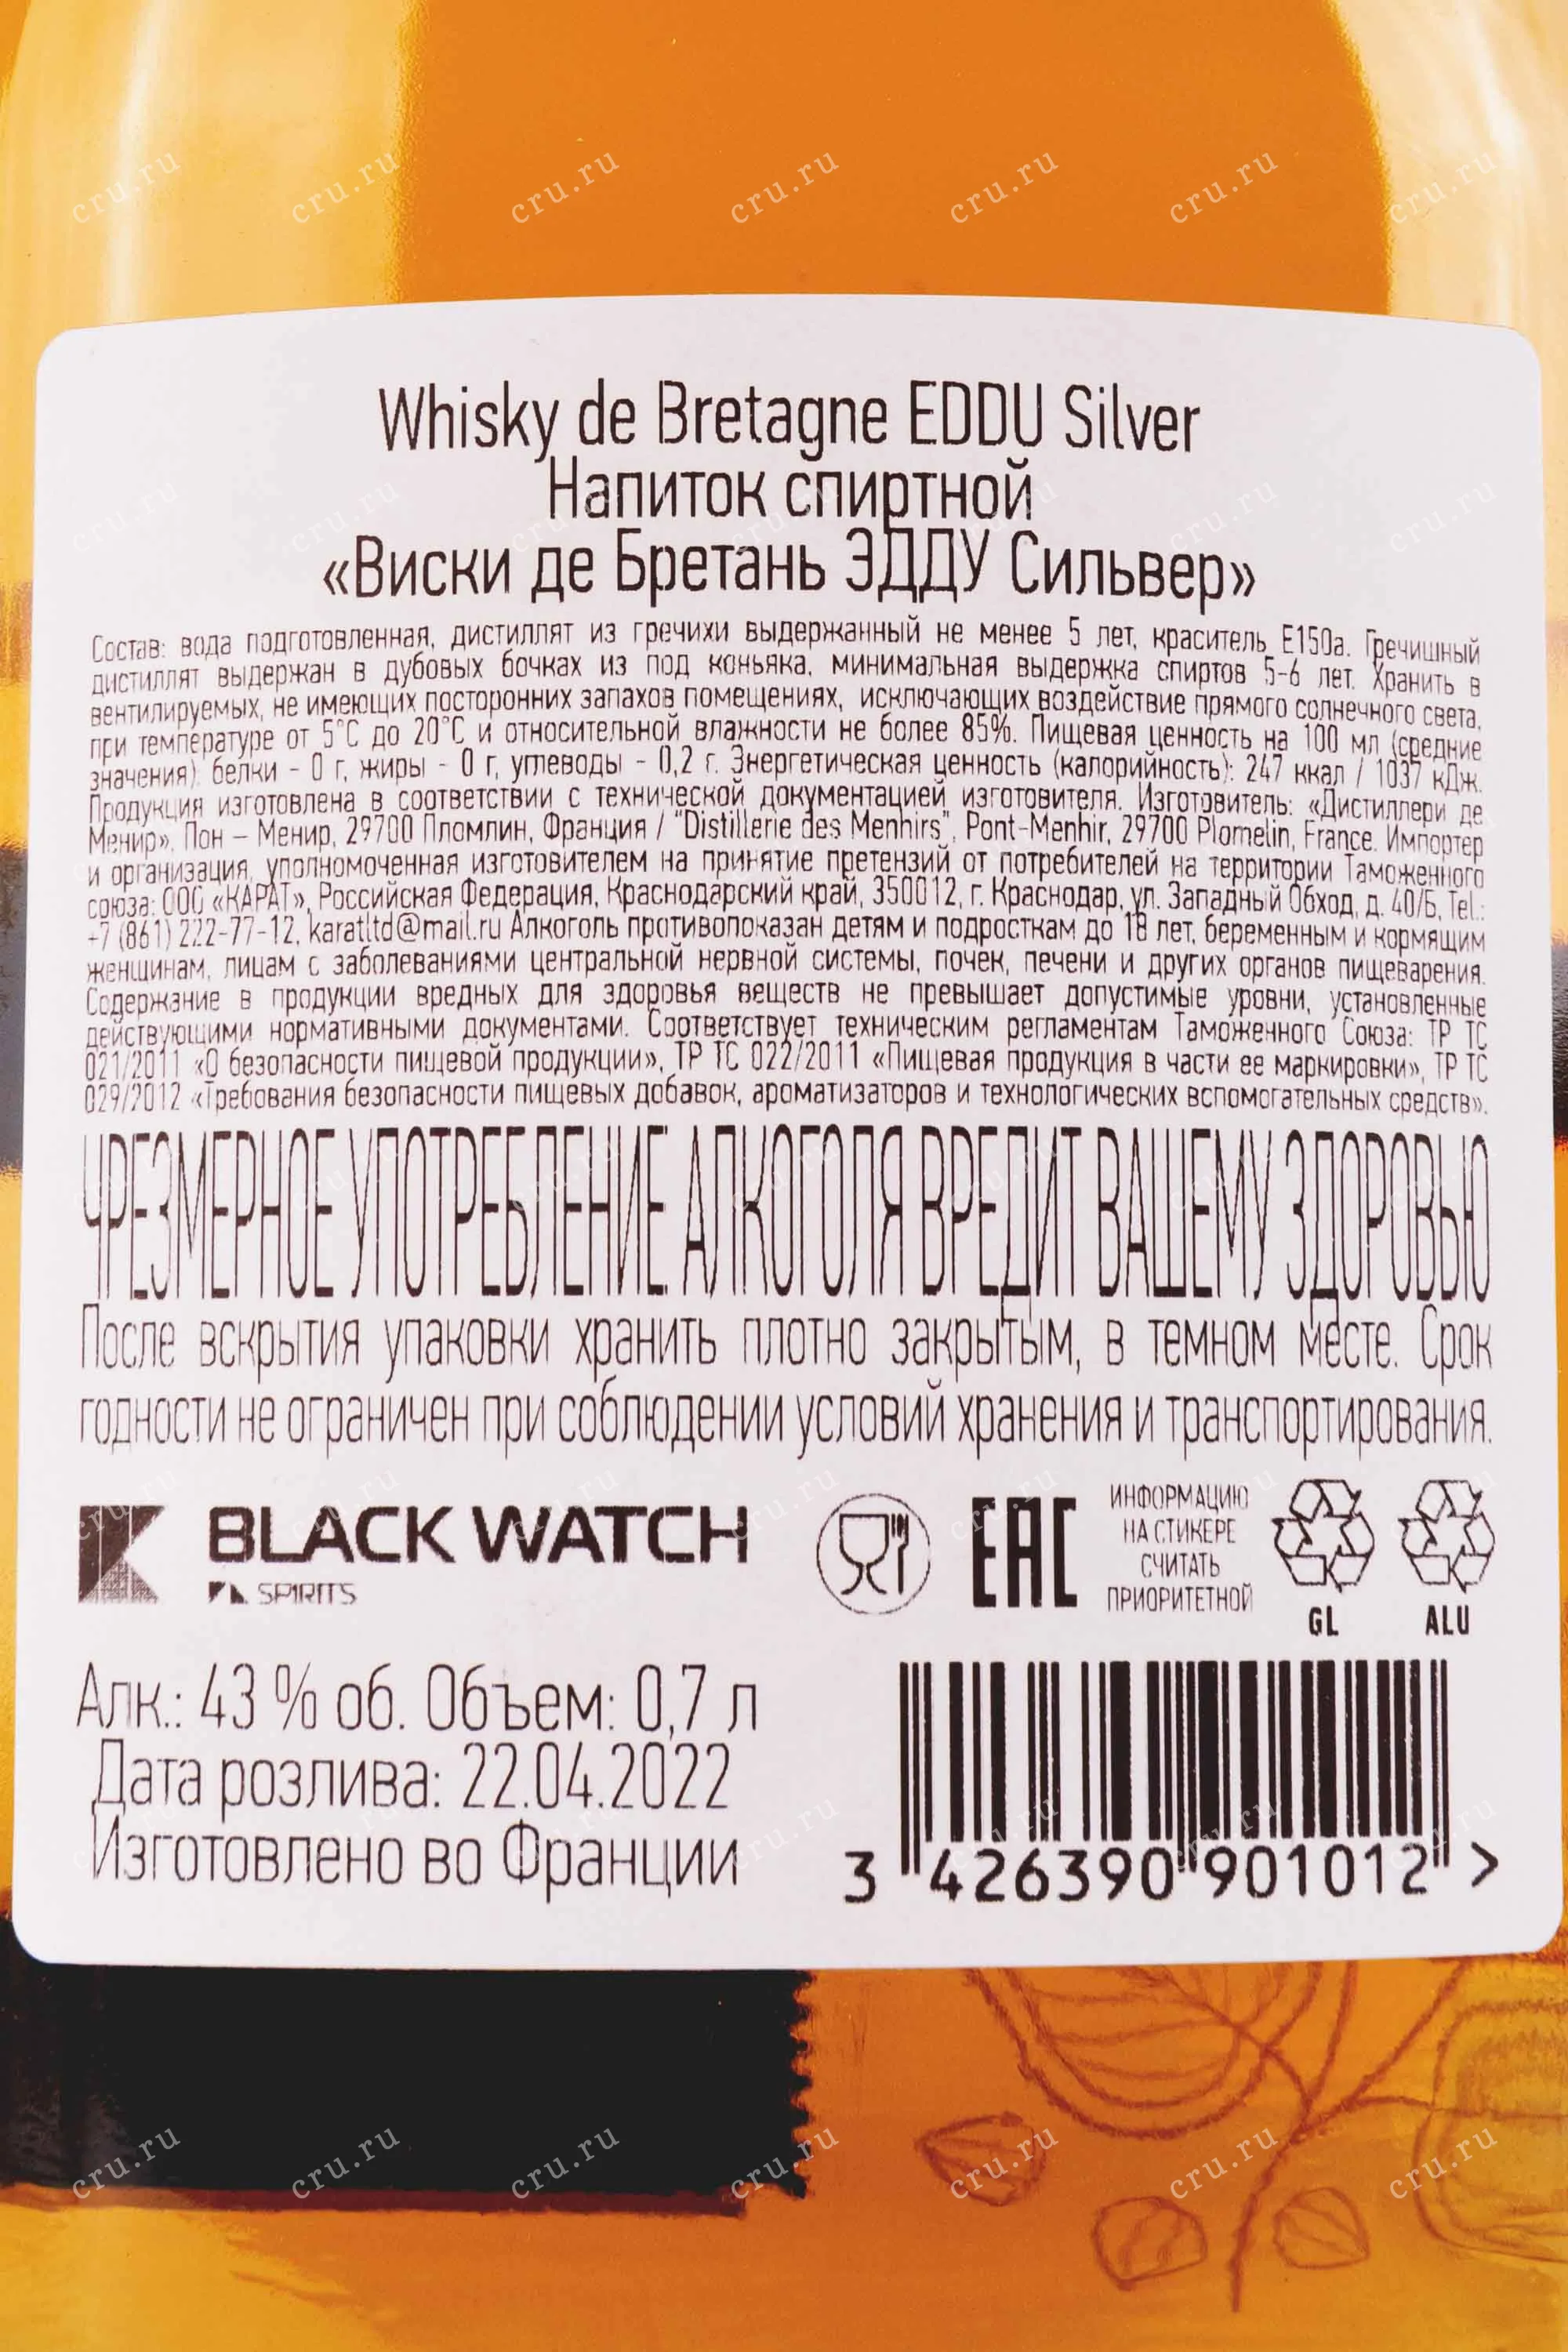 Whisky de Bretagne EDDU Silver
Напиток спиртной
«Виски де Бретань ЭДДУ Сильвер»
Состав: вода подготовленная, дистиллят из гречихи выдержанный не менее 5 лет, краситель Е150а. Гречишный
дистиллят выдержан в дубовых бочках из под коньяка, минимальная выдержка спиртов 5-6 лет. Хранить в
вентилируемых, не имеющих посторонних запахов помещениях, исключающих воздействие прямого солнечного света,
при температуре от 5°С до 20°С и относительной влажности не более 85%. Пищевая ценность на 100 мл (средние
значения): белки - 0 г, жиры - 0 г, углеводы - 0,2 г. Энергетическая ценность (калорийность): 247 ккал / 1037 кДж.
Продукция изготовлена в соответствии с технической документацией изготовителя. Изготовитель: «Дистиллери де
Менир», Пон – Менир, 29700 Пломлин, Франция / "Distillerie des Menhirs", Pont-Menhir, 29700 Plomelin, France. Импортер
и организация, уполномоченная изготовителем на принятие претензий от потребителей на территории Таможенного
союза: ООО «КАРАТ», Российская Федерация, Краснодарский край, 350012, г. Краснодар, ул. Западный Обход, д. 40/Б, Tel.:
+7 (861) 222-77-12, karatltd@mail.ru Алкоголь противопоказан детям и подросткам до 18 лет, беременным и кормящим
женщинам, лицам с заболеваниями центральной нервной системы, почек, печени и других органов пищеварения.
Содержание в продукции вредных для здоровья веществ не превышает допустимые уровни, установленные
действующими нормативными документами. Соответствует техническим регламентам Таможенного Союза: ТР ТС
021/2011 «О безопасности пищевой продукции», ТР ТС 022/2011 «Пищевая продукция в части ее маркировки», ТР ТС
029/2012 «Требования безопасности пищевых добавок, ароматизаторов и технологических вспомогательных средств».
ЧРЕЗМЕРНОЕ УПОТРЕБЛЕНИЕ АЛКОГОЛЯ ВРЕДИТ ВАШЕМУ ЗДОРОВЬЮ
После вскрытия упаковки хранить плотно закрытым, в темном месте. Срок
годности не ограничен при соблюдении условий хранения и транспортирования.
BLACK WATCH
SPIRITS
EAC
ИНФОРМАЦИЮ
НА СТИКЕРЕ
СЧИТАТЬ
ПРИОРИТЕТНОЙ
GL
ALU
Алк.: 43 % об. Объем: 0,7 л
Дата розлива: 22.04.2022
Изготовлено во Франции
3 426390 901012 >
cru.ru